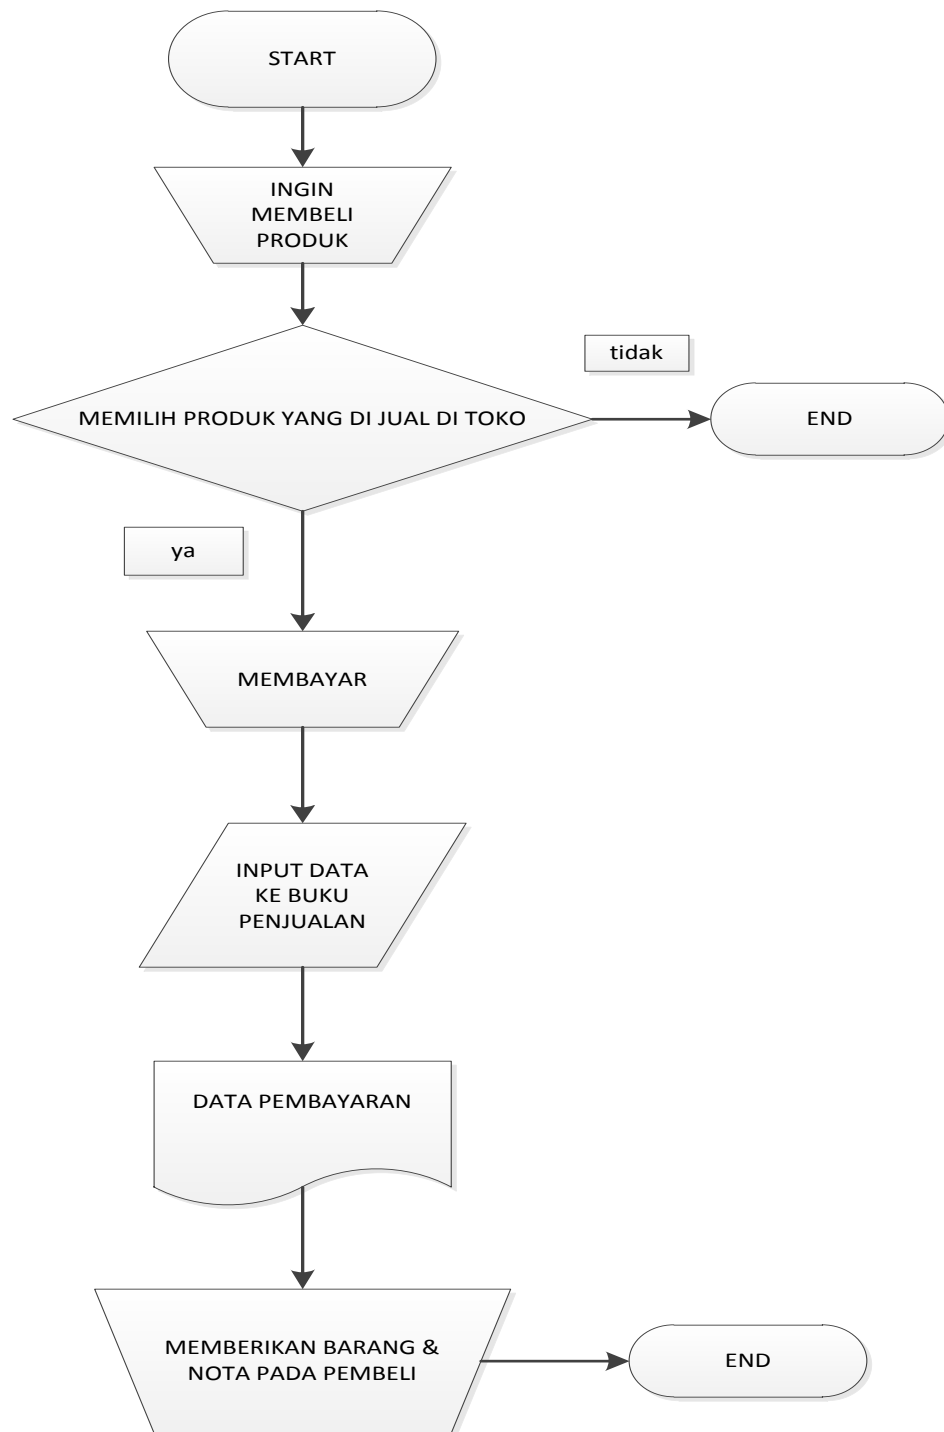 START
INGIN
MEMBELI
PRODUK
tidak
MEMILIH PRODUK YANG DI JUAL DI TOKO
END
ya
MEMBAYAR
INPUT DATA
KE BUKU
PENJUALAN
DATA PEMBAYARAN
MEMBERIKAN BARANG &
NOTA PADA PEMBELI
END